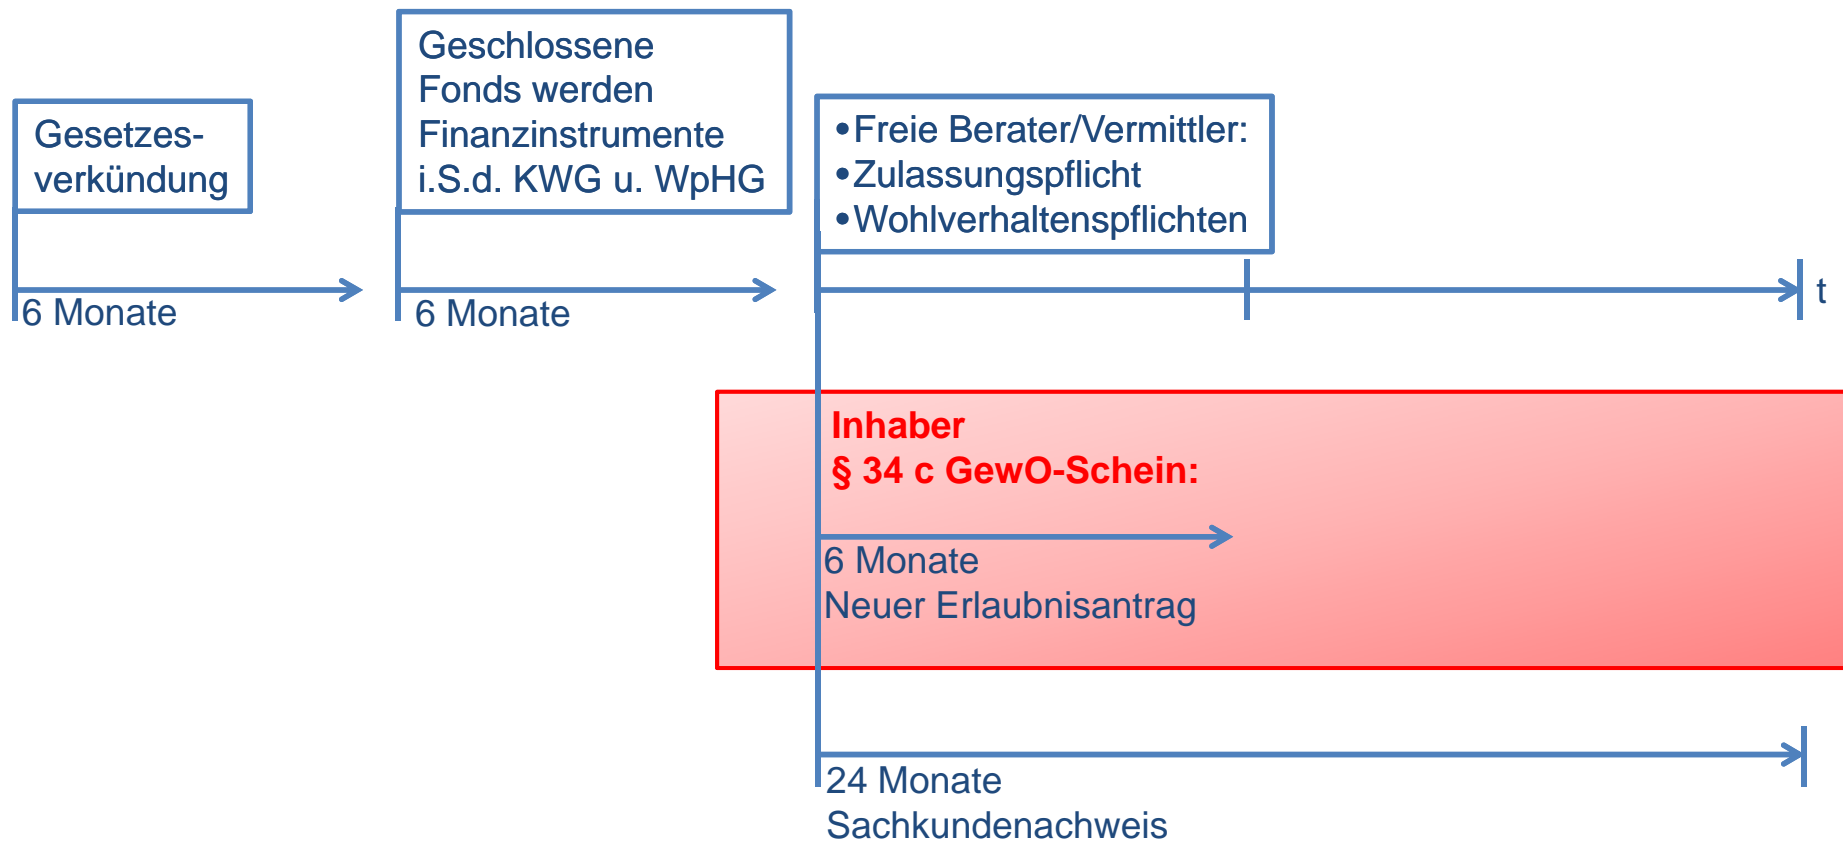 Gesetzes-
verkündung
6 Monate
Geschlossene
Fonds werden
Finanzinstrumente
i.S.d. KWG u. WpHG
6 Monate
•Freie Berater/Vermittler:
•Zulassungspflicht
•Wohlverhaltenspflichten
t
Inhaber
§ 34 c GewO-Schein:
6 Monate
Neuer Erlaubnisantrag
24 Monate
Sachkundenachweis